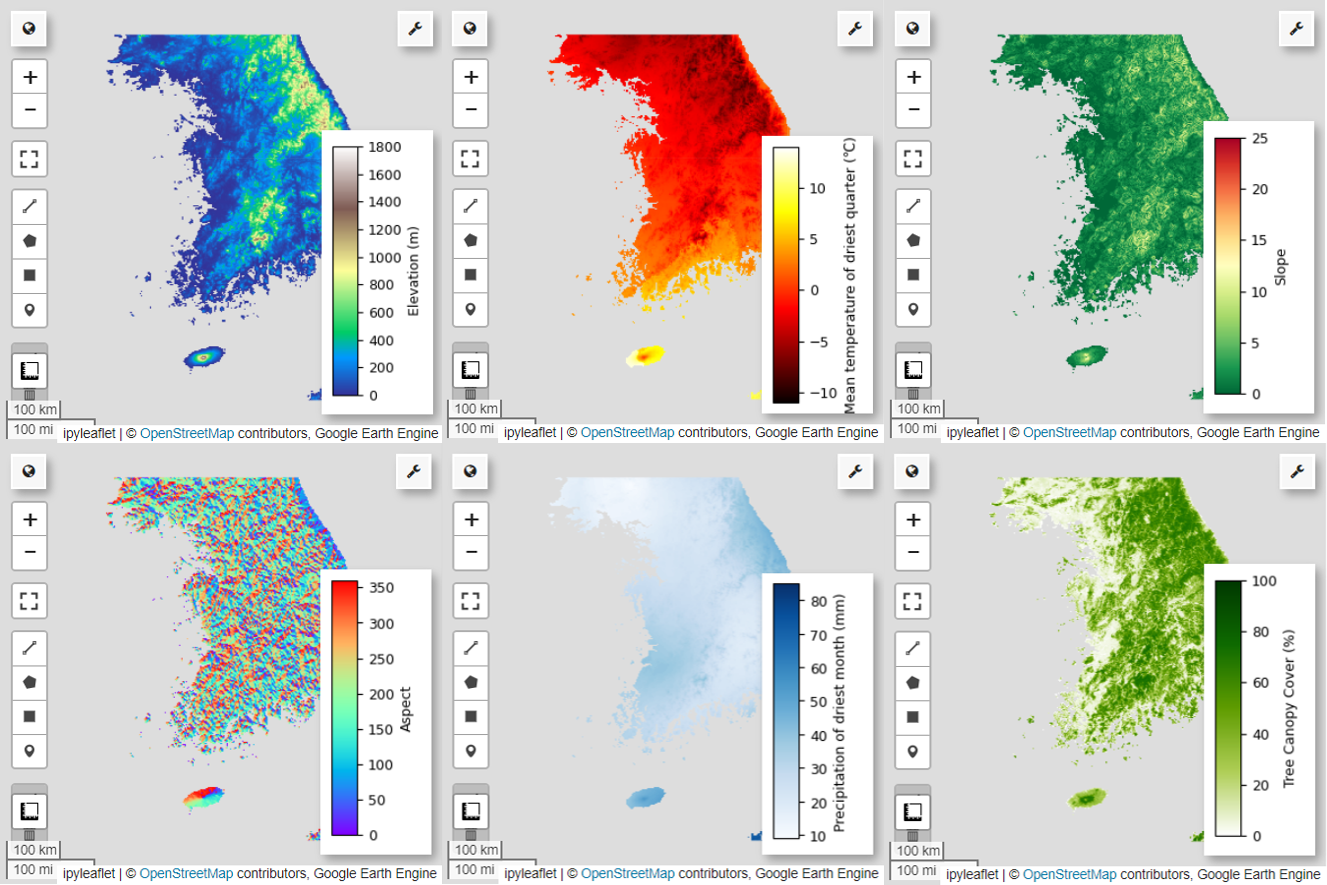 +
−
1800
1600
1400
1200
1000
800
600
400
200
0
Elevation (m)
100 km
100 mi
ipyleaflet | © OpenStreetMap contributors, Google Earth Engine
+
−
10
5
0
−5
−10
Mean temperature of driest quarter (℃)
100 km
100 mi
ipyleaflet | © OpenStreetMap contributors, Google Earth Engine
+
−
25
20
15
10
5
0
Slope
100 km
100 mi
ipyleaflet | © OpenStreetMap contributors, Google Earth Engine
+
−
350
300
250
200
150
100
50
0
Aspect
100 km
100 mi
ipyleaflet | © OpenStreetMap contributors, Google Earth Engine
+
−
80
70
60
50
40
30
20
10
Precipitation of driest month (mm)
100 km
100 mi
ipyleaflet | © OpenStreetMap contributors, Google Earth Engine
+
−
100
80
60
40
20
0
Tree Canopy Cover (%)
100 km
100 mi
ipyleaflet | © OpenStreetMap contributors, Google Earth Engine